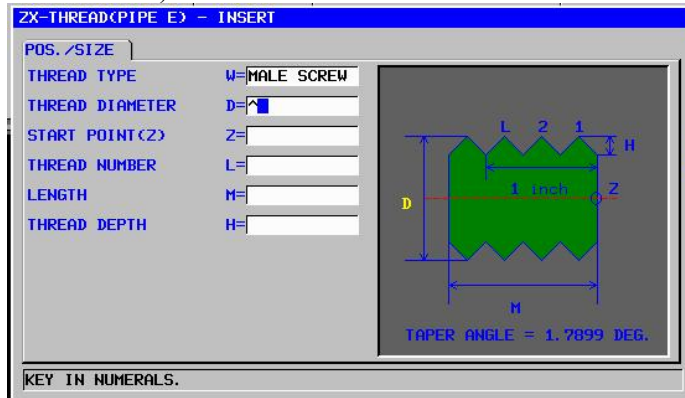 ZX-THREAD(PIPE E) - INSERT
POS./SIZE
THREAD TYPE W=MALE SCREW
THREAD DIAMETER D=^
START POINT(Z) Z=
THREAD NUMBER L=
LENGTH M=
THREAD DEPTH H=
L 2 1
H
1 inch Z
D
M
TAPER ANGLE = 1.7899 DEG.
KEY IN NUMERALS.